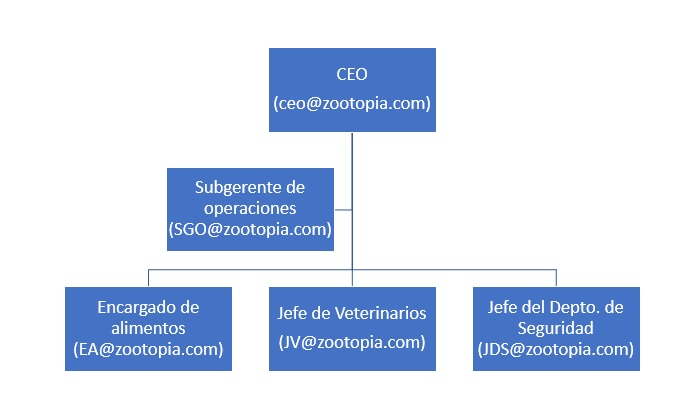 CEO
(ceo@zootopia.com)
Subgerente de
operaciones
(SGO@zootopia.com)
Encargado de
alimentos
(EA@zootopia.com)
Jefe de Veterinarios
(JV@zootopia.com)
Jefe del Depto. de
Seguridad
(JDS@zootopia.com)